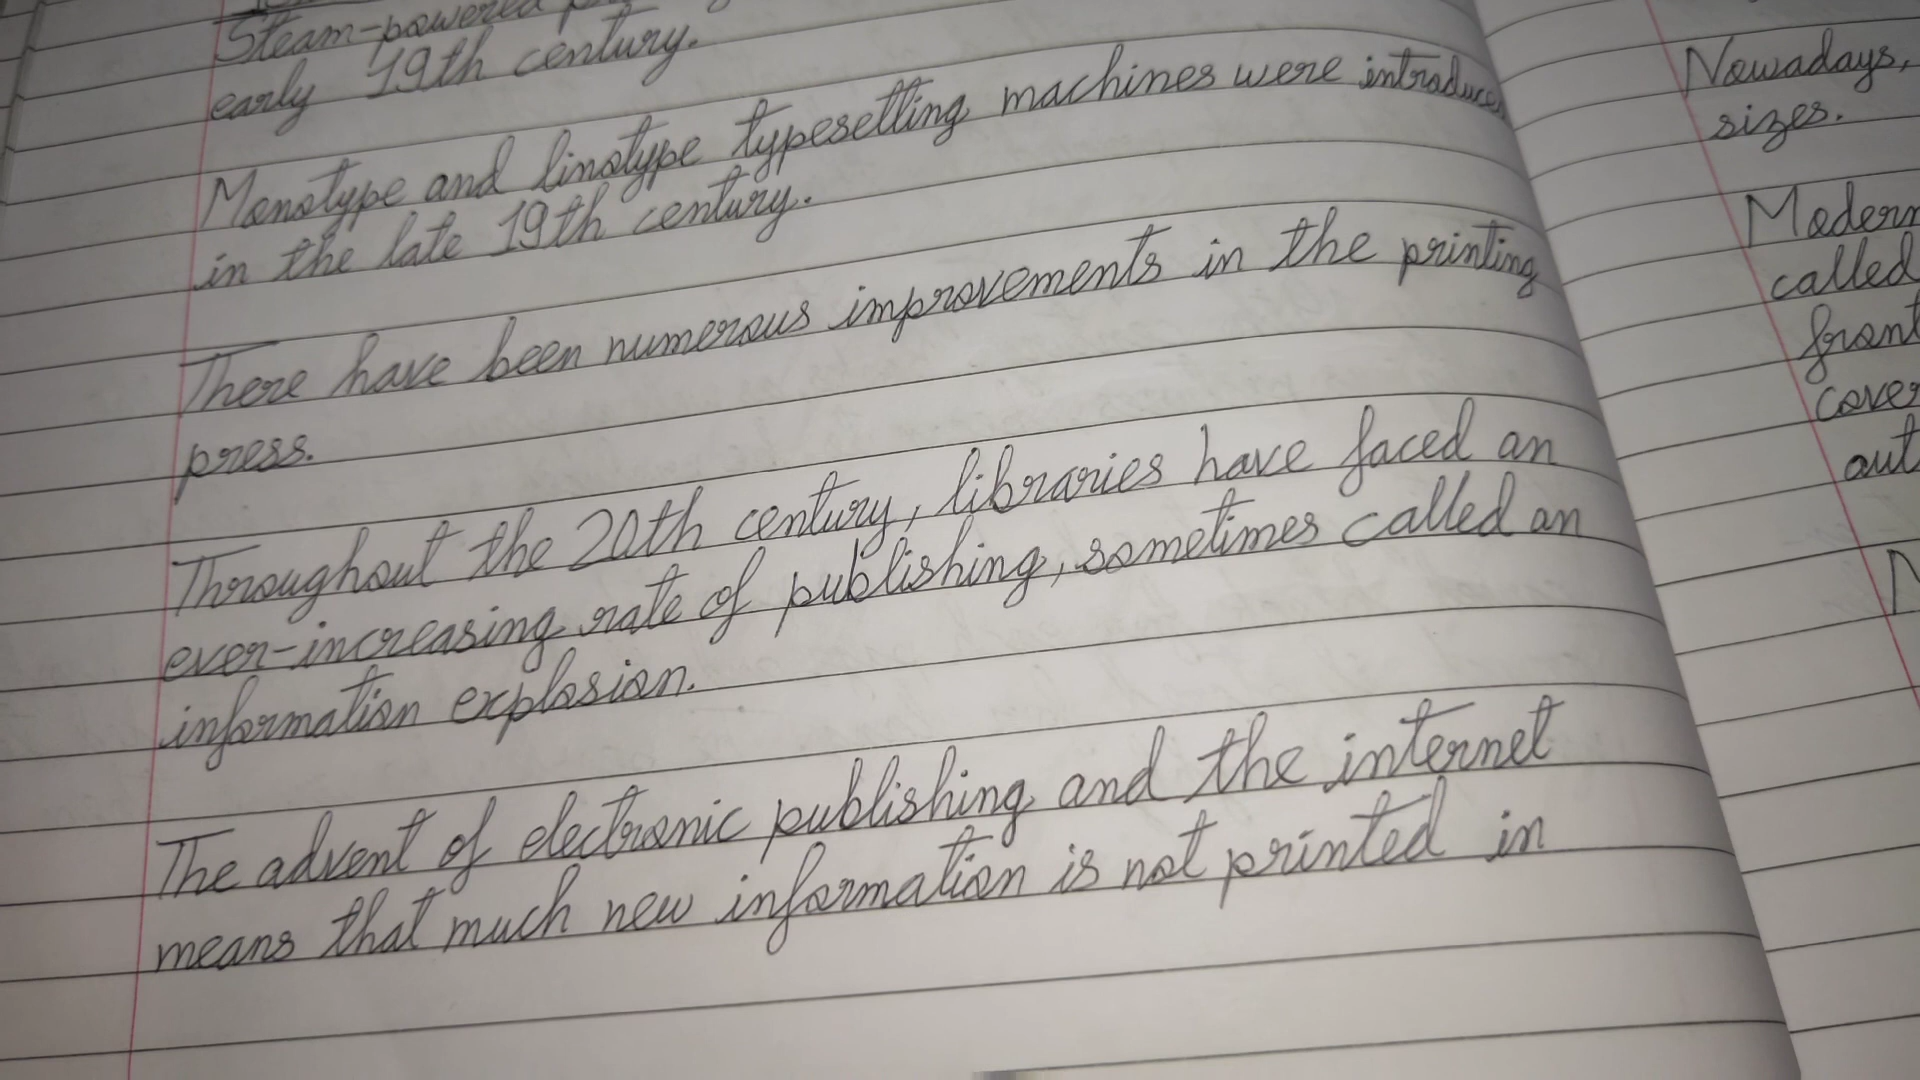 Steam-powered
early 19th century.
Monotype and linotype typesetting machines were introduce
in the late 19th century.
There have been numerous improvements in the printing
press.
Throughout the 20th century, libraries have faced an
ever-increasing rate of publishing, sometimes called an
information explosion.
The advent of electronic publishing and the internet
means that much new information is not printed in
Nowadays,
sizes.
Modern
called
front
cover
out
N